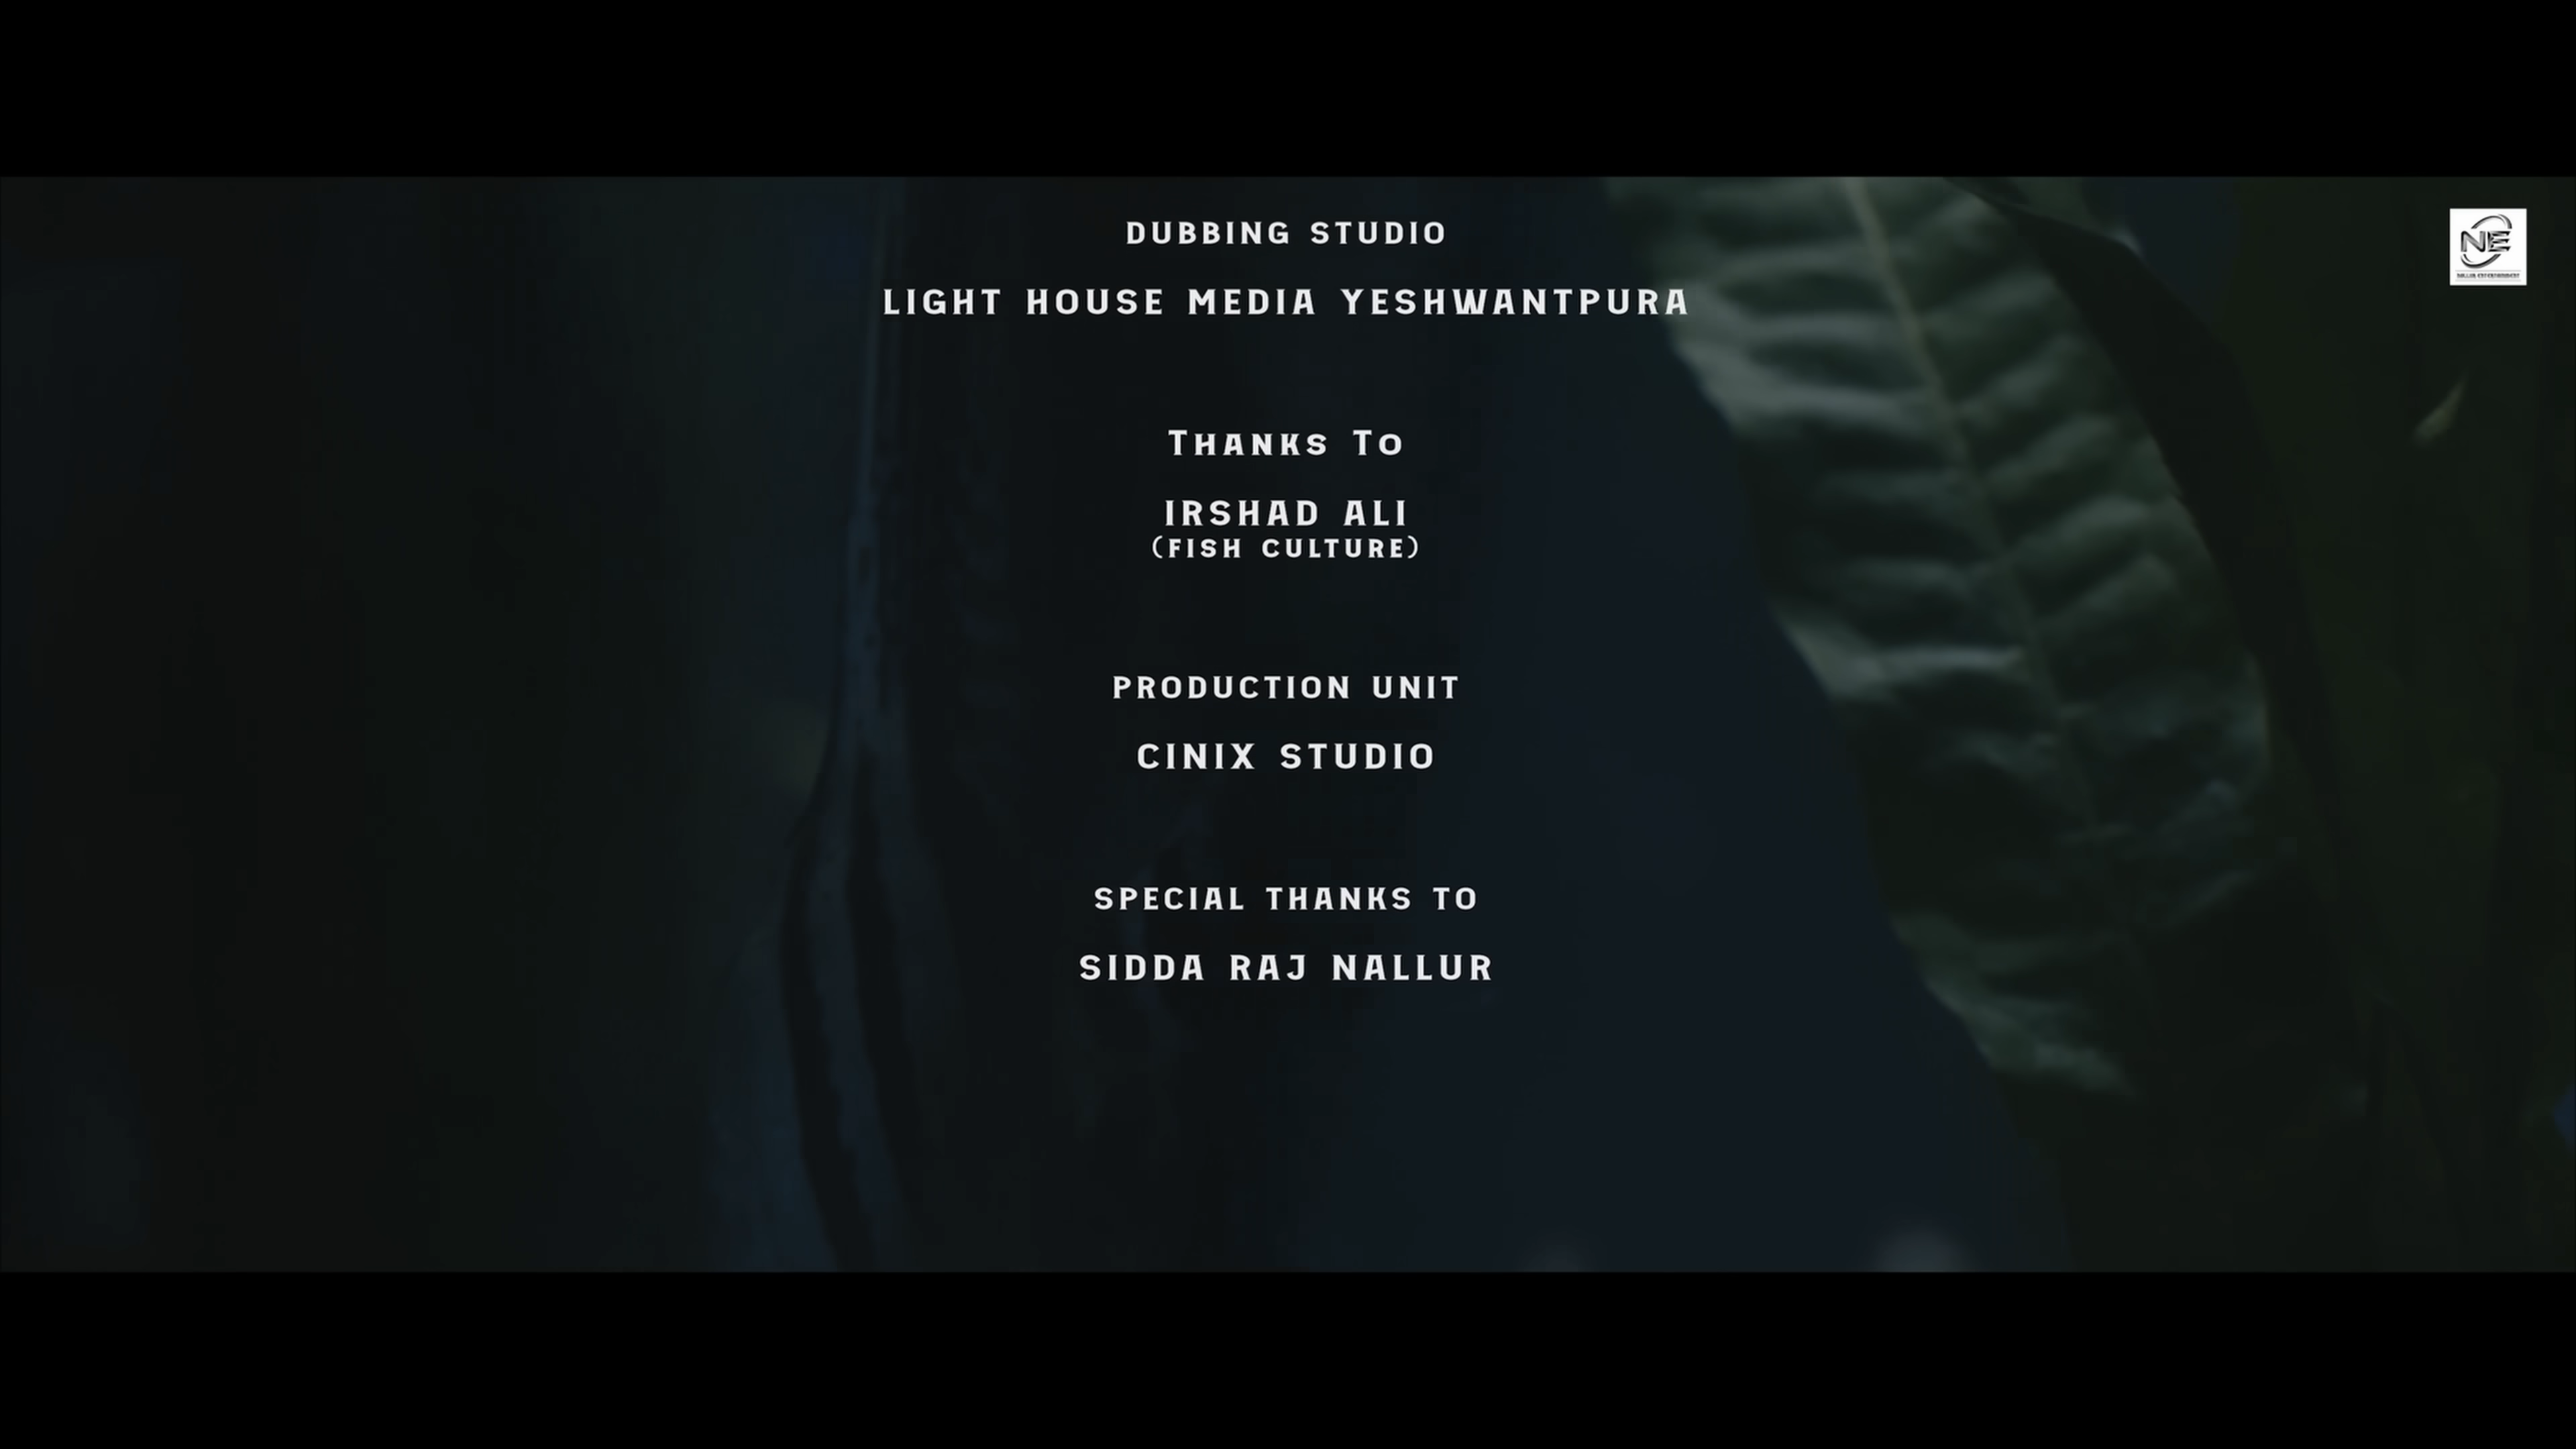 DUBBING STUDIO
LIGHT HOUSE MEDIA YESHWANTPURA
THANKS TO
IRSHAD ALI
(FISH CULTURE)
PRODUCTION UNIT
CINIX STUDIO
SPECIAL THANKS TO
SIDDA RAJ NALLUR
NE